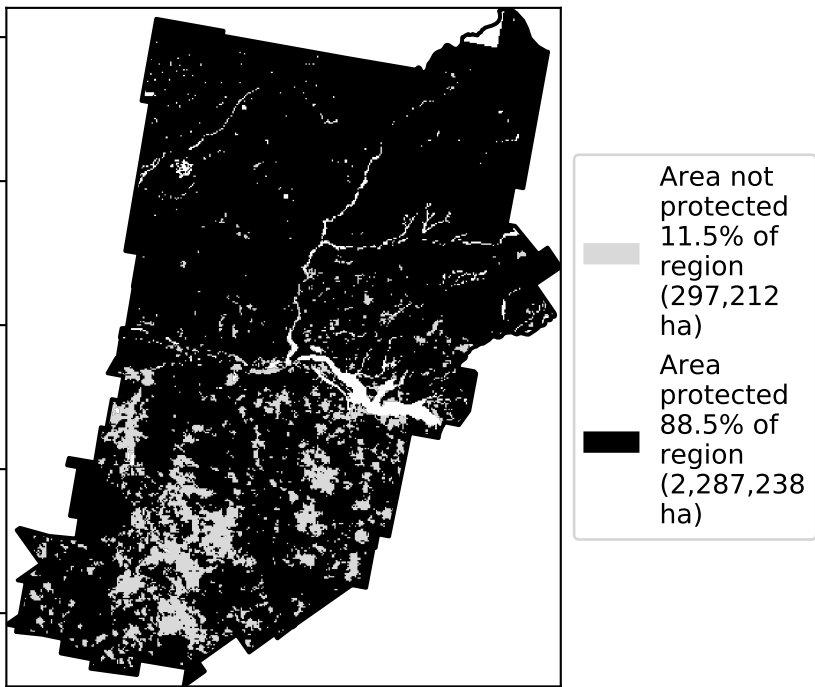 Area not
protected
11.5% of
region
(297,212
ha)
Area
protected
88.5% of
region
(2,287,238
ha)